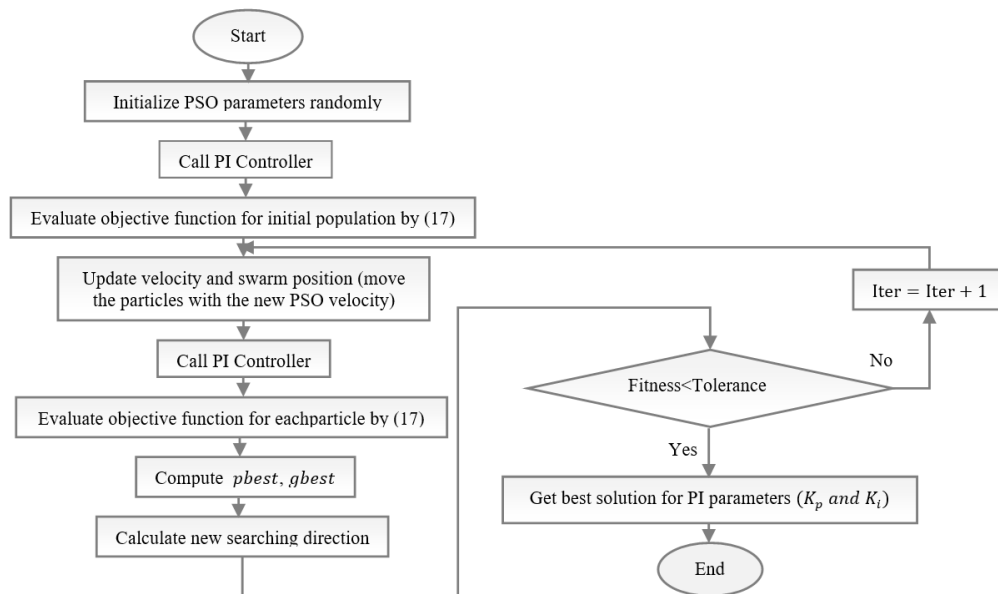 Start
Initialize PSO parameters randomly
Call PI Controller
Evaluate objective function for initial population by (17)
Update velocity and swarm position (move
the particles with the new PSO velocity)
Call PI Controller
Evaluate objective function for eachparticle by (17)
Compute pbest, gbest
Calculate new searching direction
Fitness<Tolerance
No
Iter = Iter + 1
Yes
Get best solution for PI parameters (K_p and K_i)
End